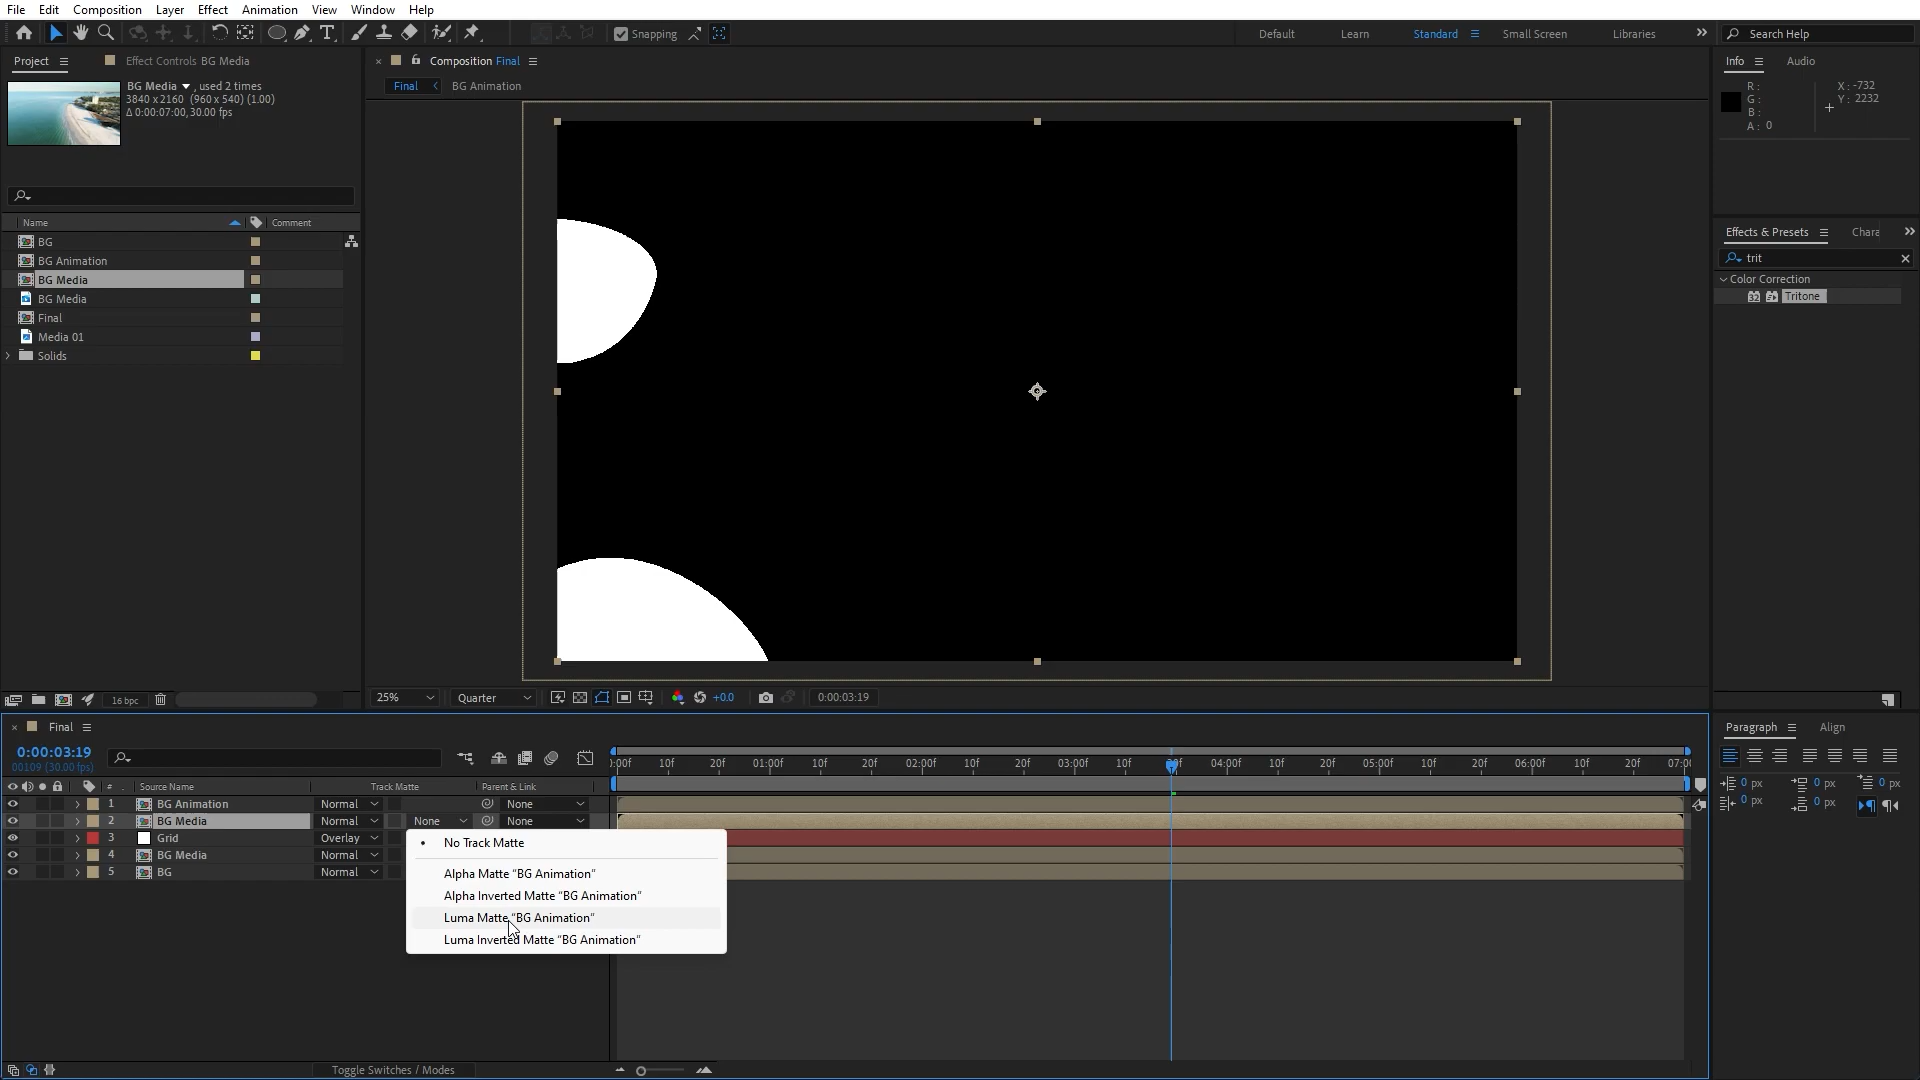 File Edit Composition Layer Effect Animation View Window Help
Snapping
Default Learn Standard Small Screen Libraries
Search Help
Project
Effect Controls BG Media
BG Media , used 2 times
3840 x 2160 (960 x 540) (1.00)
Δ 0:00:07:00, 30.00 fps
Name Comment
BG
BG Animation
BG Media
BG Media
Final
Media 01
Solids
16 bpc
Composition Final
Final BG Animation
25% Quarter +0.0 0:00:03:19
Info Audio
R :
G :
B :
A : 0
X : -732
Y : 2232
Effects & Presets Chara
trit
Color Correction
32 Tritone
Paragraph Align
0 px 0 px 0 px
0 px 0 px
Final
0:00:03:19
00109 (30.00 fps)
# Source Name Track Matte Parent & Link
1 BG Animation Normal None
2 BG Media Normal None None
3 Grid Overlay
4 BG Media Normal
5 BG Normal
No Track Matte
Alpha Matte "BG Animation"
Alpha Inverted Matte "BG Animation"
Luma Matte "BG Animation"
Luma Inverted Matte "BG Animation"
):00f 10f 20f 01:00f 10f 20f 02:00f 10f 20f 03:00f 10f 04:00f 10f 20f 05:00f 10f 20f 06:00f 10f 20f 07:00
Toggle Switches / Modes